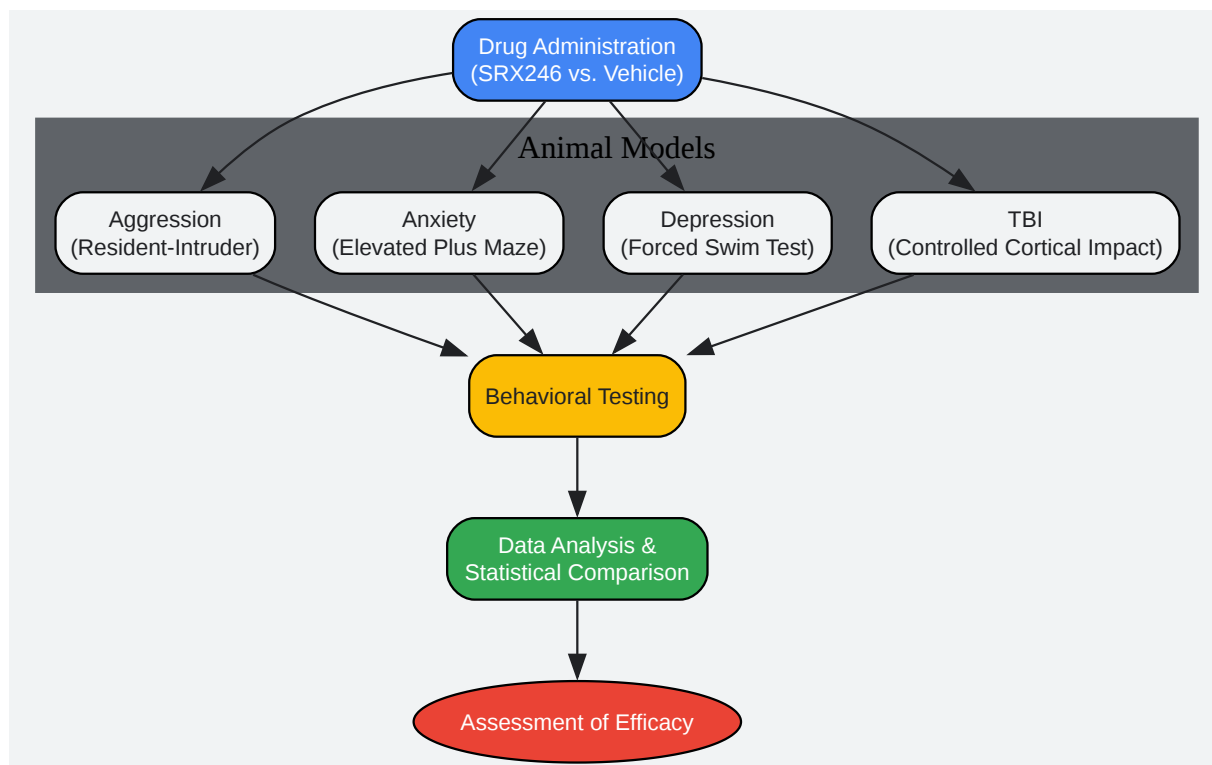 Drug Administration
(SRX246 vs. Vehicle)
Animal Models
Aggression
(Resident-Intruder)
Anxiety
(Elevated Plus Maze)
Depression
(Forced Swim Test)
TBI
(Controlled Cortical Impact)
Behavioral Testing
Data Analysis &
Statistical Comparison
Assessment of Efficacy